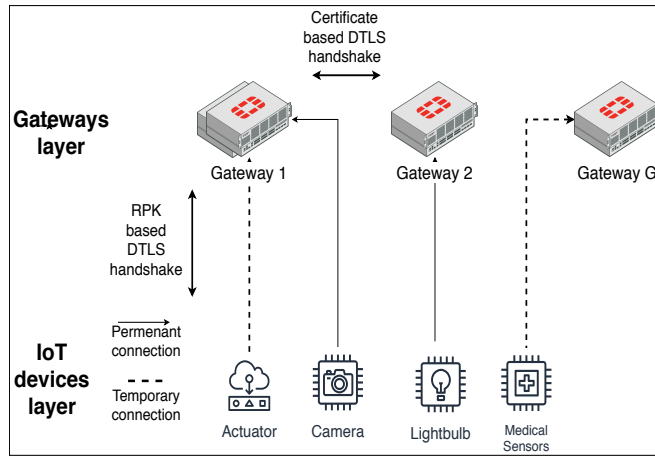 Certificate
based DTLS
handshake
Gateways
layer
Gateway 1
Gateway 2
Gateway G
RPK
based
DTLS
handshake
Permenant
connection
IoT
devices
layer
Temporary
connection
Actuator
Camera
Lightbulb
Medical
Sensors